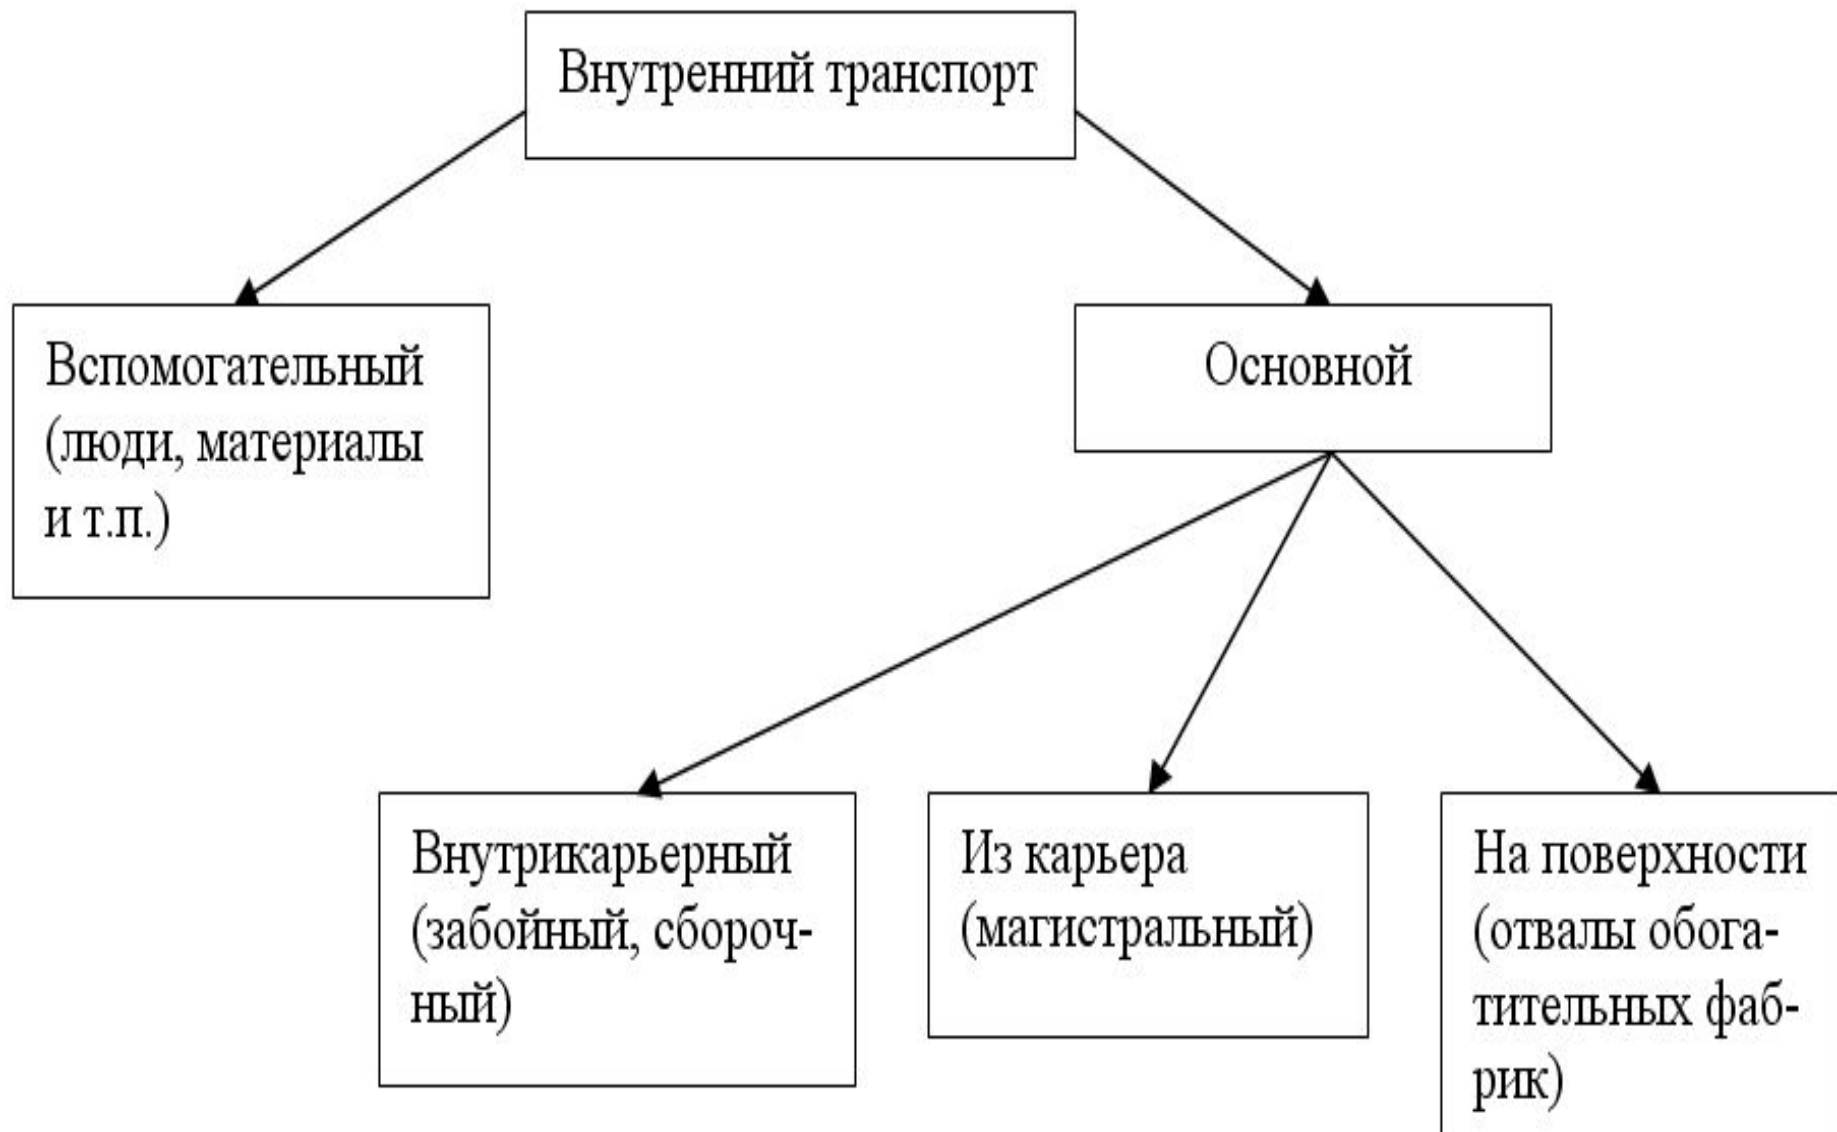 Внутренний транспорт
Вспомогательный
(люди, материалы
и т.п.)
Основной
Внутрикарьерный
(забойный, сбороч-
ный)
Из карьера
(магистральный)
На поверхности
(отвалы обога-
тительных фаб-
рик)